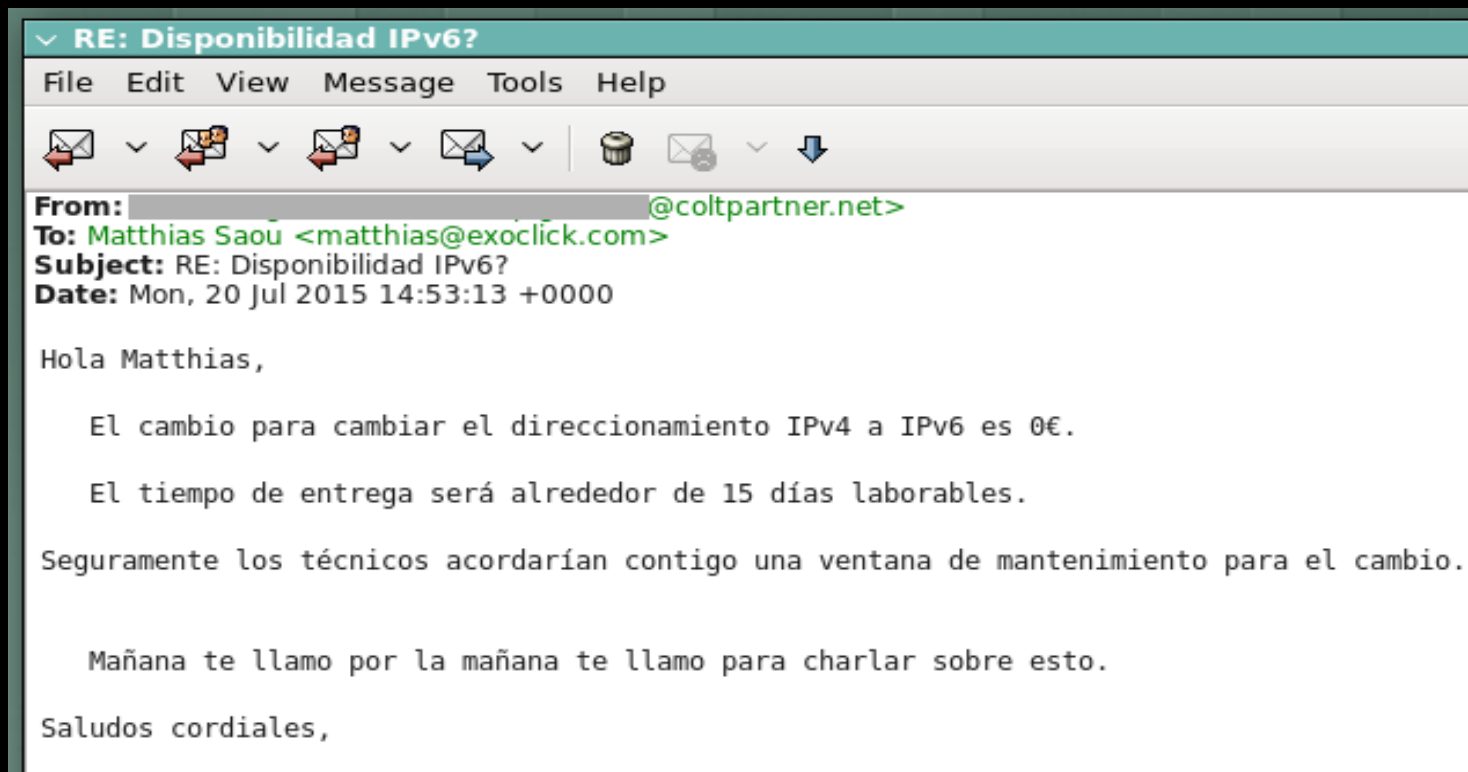 RE: Disponibilidad IPv6?
File Edit View Message Tools Help
From: @coltpartner.net>
To: Matthias Saou <matthias@exoclick.com>
Subject: RE: Disponibilidad IPv6?
Date: Mon, 20 Jul 2015 14:53:13 +0000
Hola Matthias,
El cambio para cambiar el direccionamiento IPv4 a IPv6 es 0€.
El tiempo de entrega será alrededor de 15 días laborables.
Seguramente los técnicos acordarían contigo una ventana de mantenimiento para el cambio.
Mañana te llamo por la mañana te llamo para charlar sobre esto.
Saludos cordiales,